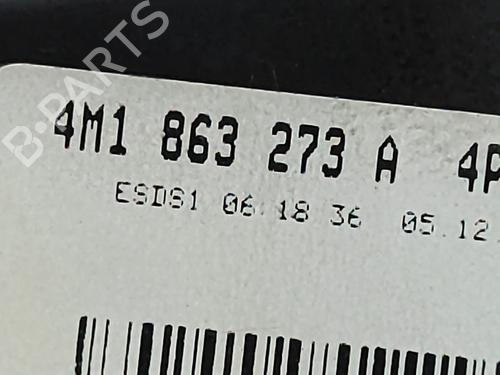 B-PARTS
4M1 863 273 A 4P
ESDS1 06 18 36 05.12.